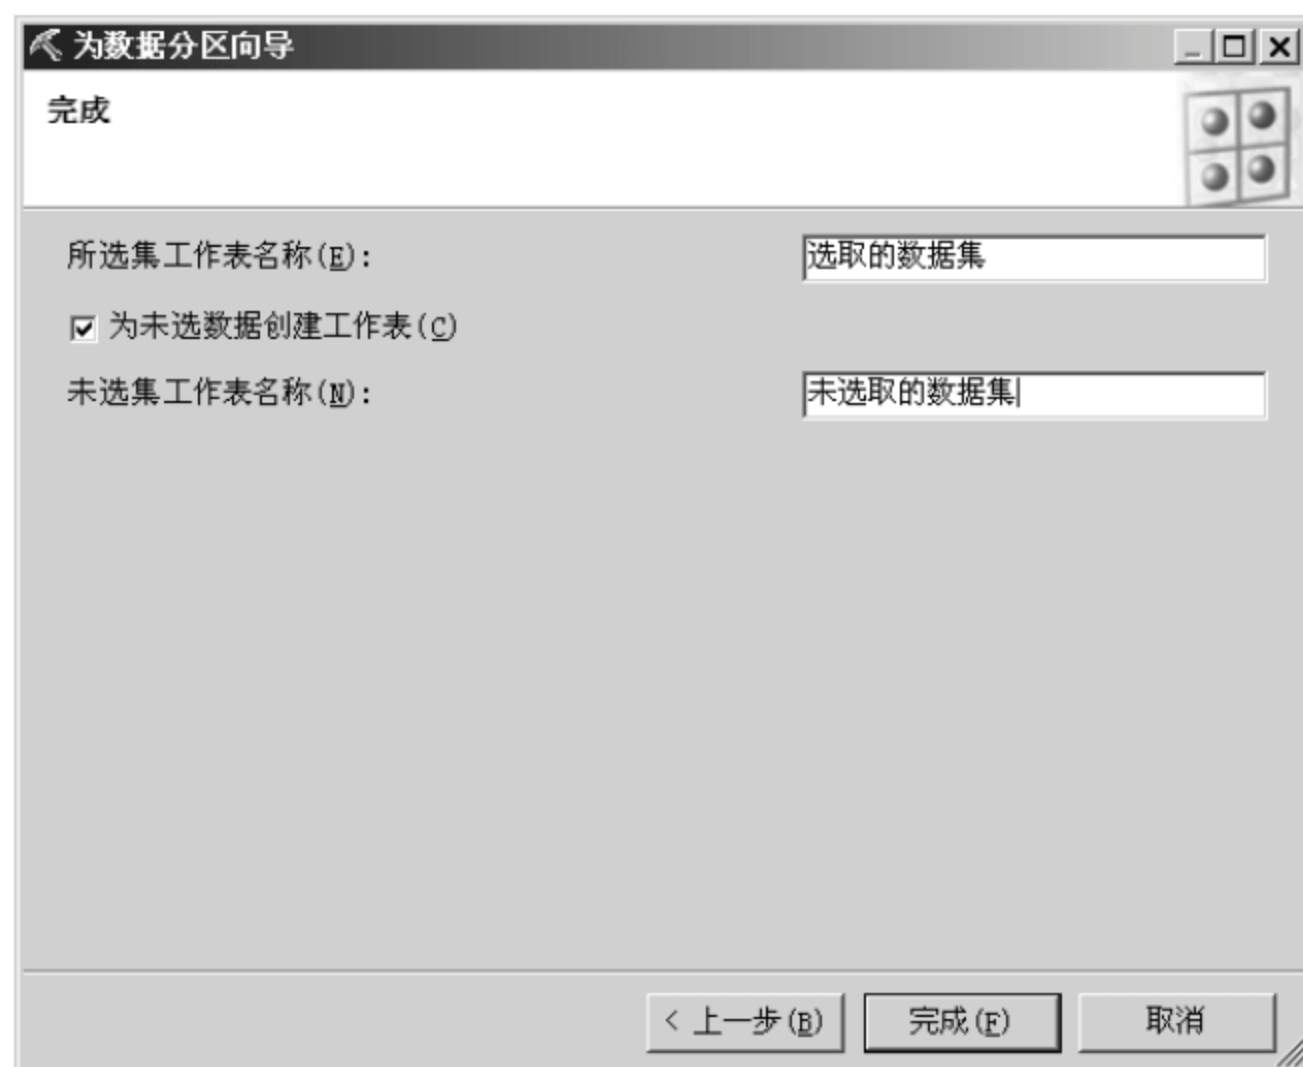 为数据分区向导
完成
所选集工作表名称(E): 选取的数据集
为未选数据创建工作表(C)
未选集工作表名称(N): 未选取的数据集
< 上一步(B) 完成(F) 取消